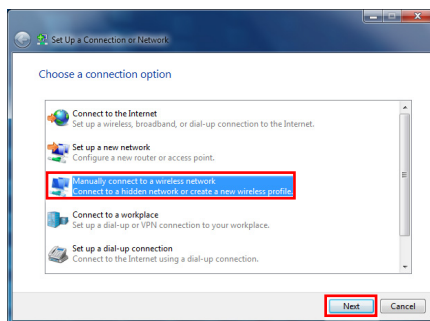 Set Up a Connection or Network
Choose a connection option
Connect to the Internet
Set up a wireless, broadband, or dial-up connection to the Internet.
Set up a new network
Configure a new router or access point.
Manually connect to a wireless network
Connect to a hidden network or create a new wireless profile.
Connect to a workplace
Set up a dial-up or VPN connection to your workplace.
Set up a dial-up connection
Connect to the Internet using a dial-up connection.
Next Cancel